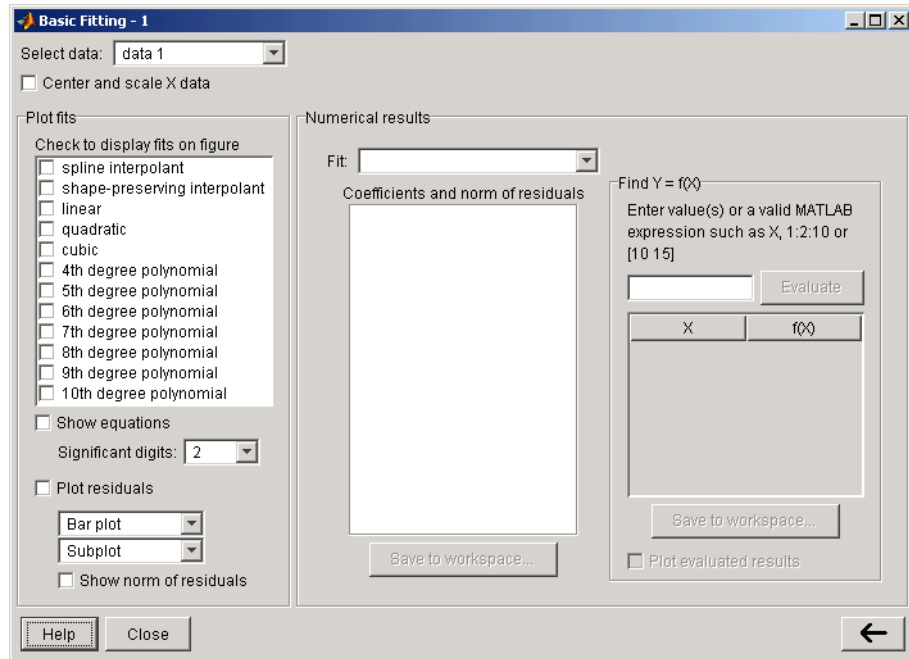 Basic Fitting - 1
Select data: data 1
Center and scale X data
Plot fits
Check to display fits on figure
spline interpolant
shape-preserving interpolant
linear
quadratic
cubic
4th degree polynomial
5th degree polynomial
6th degree polynomial
7th degree polynomial
8th degree polynomial
9th degree polynomial
10th degree polynomial
Show equations
Significant digits: 2
Plot residuals
Bar plot
Subplot
Show norm of residuals
Numerical results
Fit:
Coefficients and norm of residuals
Save to workspace...
Find Y = f(X)
Enter value(s) or a valid MATLAB
expression such as X, 1:2:10 or
[10 15]
Evaluate
X f(X)
Save to workspace...
Plot evaluated results
Help Close